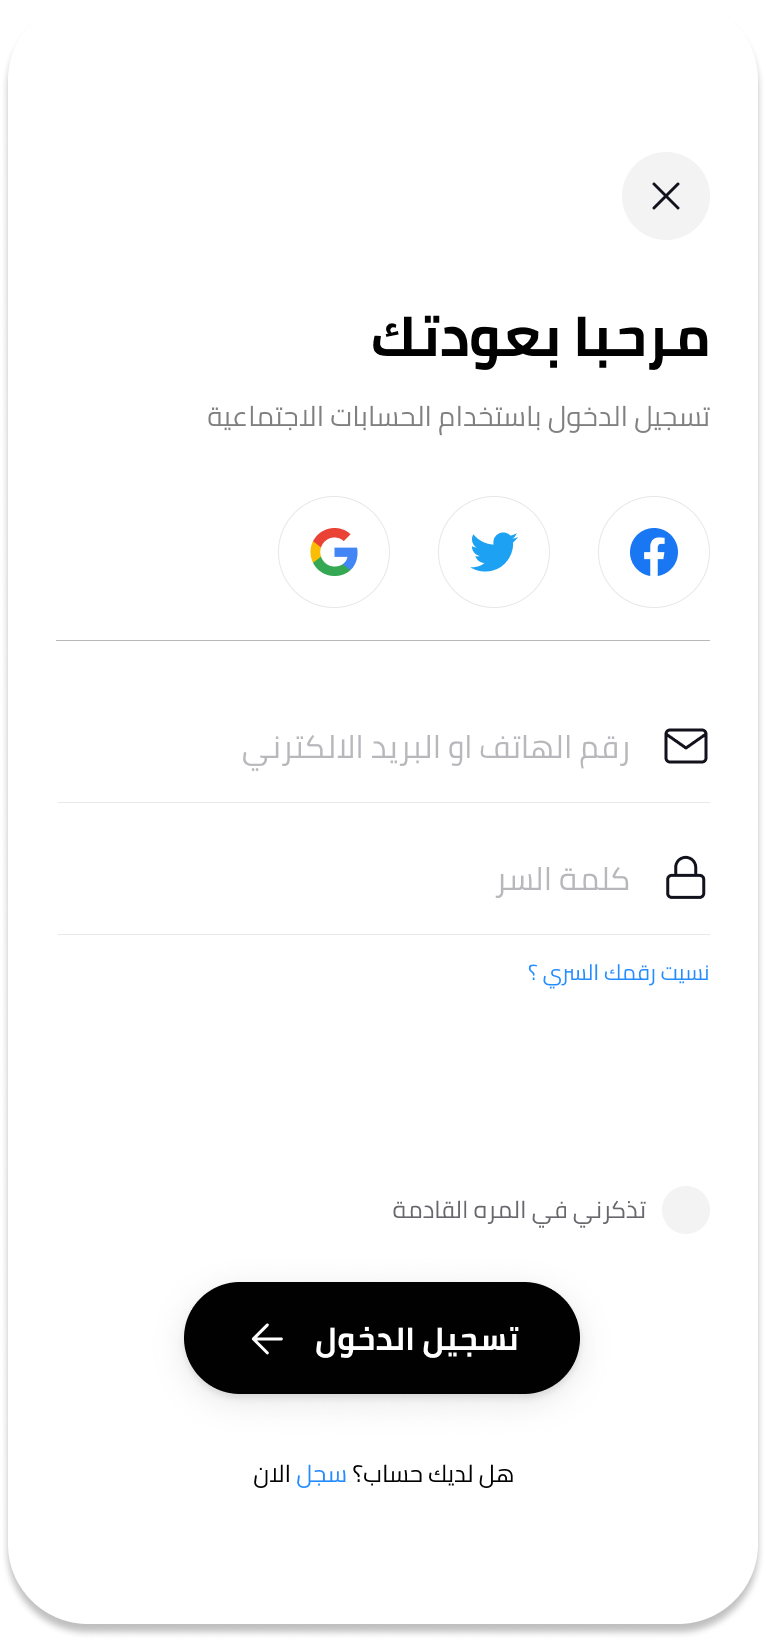 مرحبا بعودتك
تسجيل الدخول باستخدام الحسابات الاجتماعية
رقم الهاتف او البريد الالكترني
كلمة السر
نسيت رقمك السري ؟
تذكرني في المره القادمة
تسجيل الدخول
هل لديك حساب؟ سجل الان